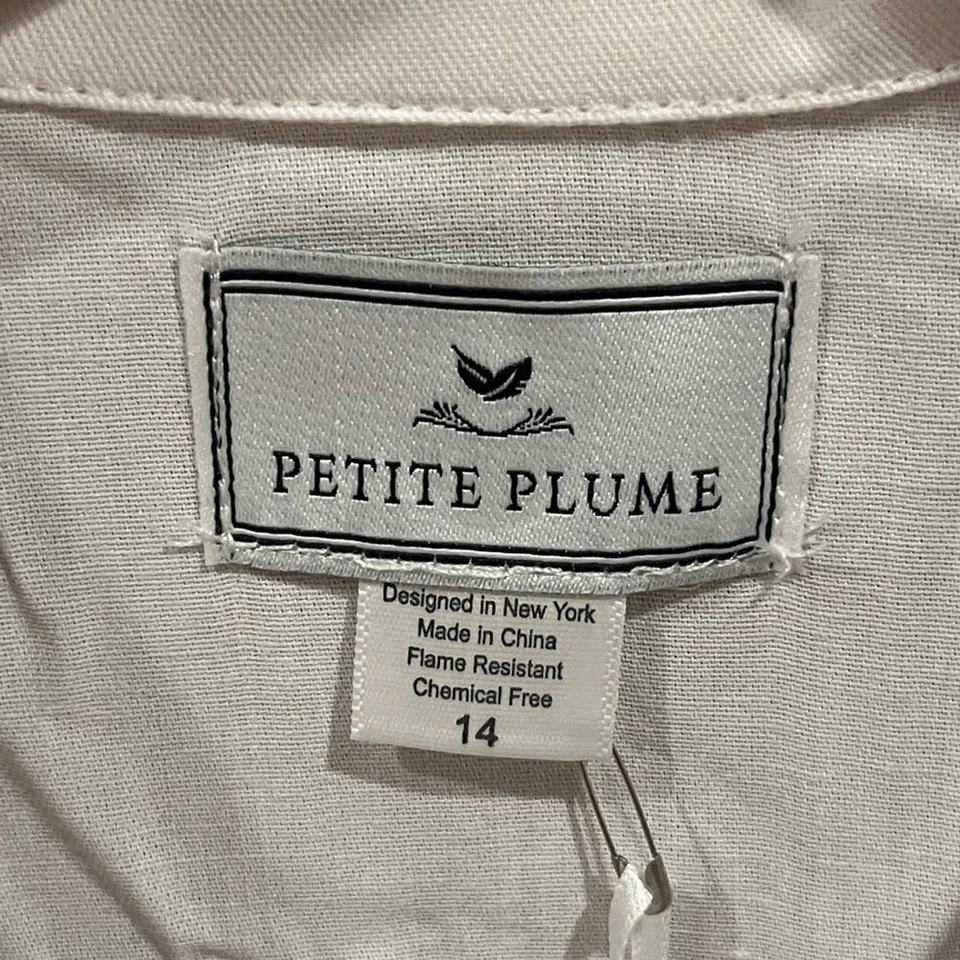 PETITE PLUME
Designed in New York
Made in China
Flame Resistant
Chemical Free
14